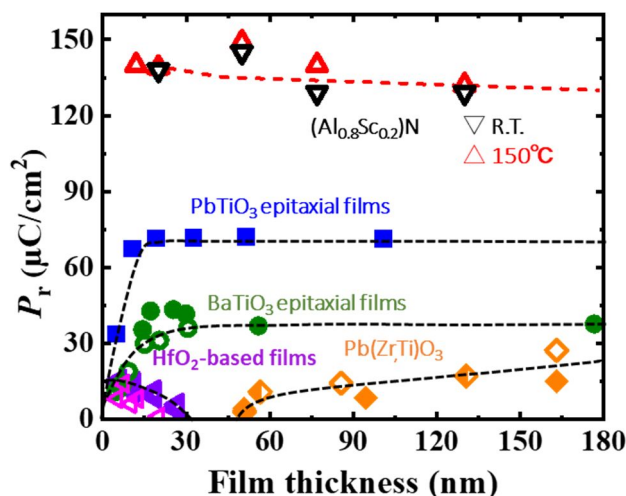 150
120
90
60
30
0
P_r (μC/cm²)
(Al₀.₈Sc₀.₂)N
R.T.
150℃
PbTiO₃ epitaxial films
BaTiO₃ epitaxial films
HfO₂-based films
Pb(Zr,Ti)O₃
0 30 60 90 120 150 180
Film thickness (nm)